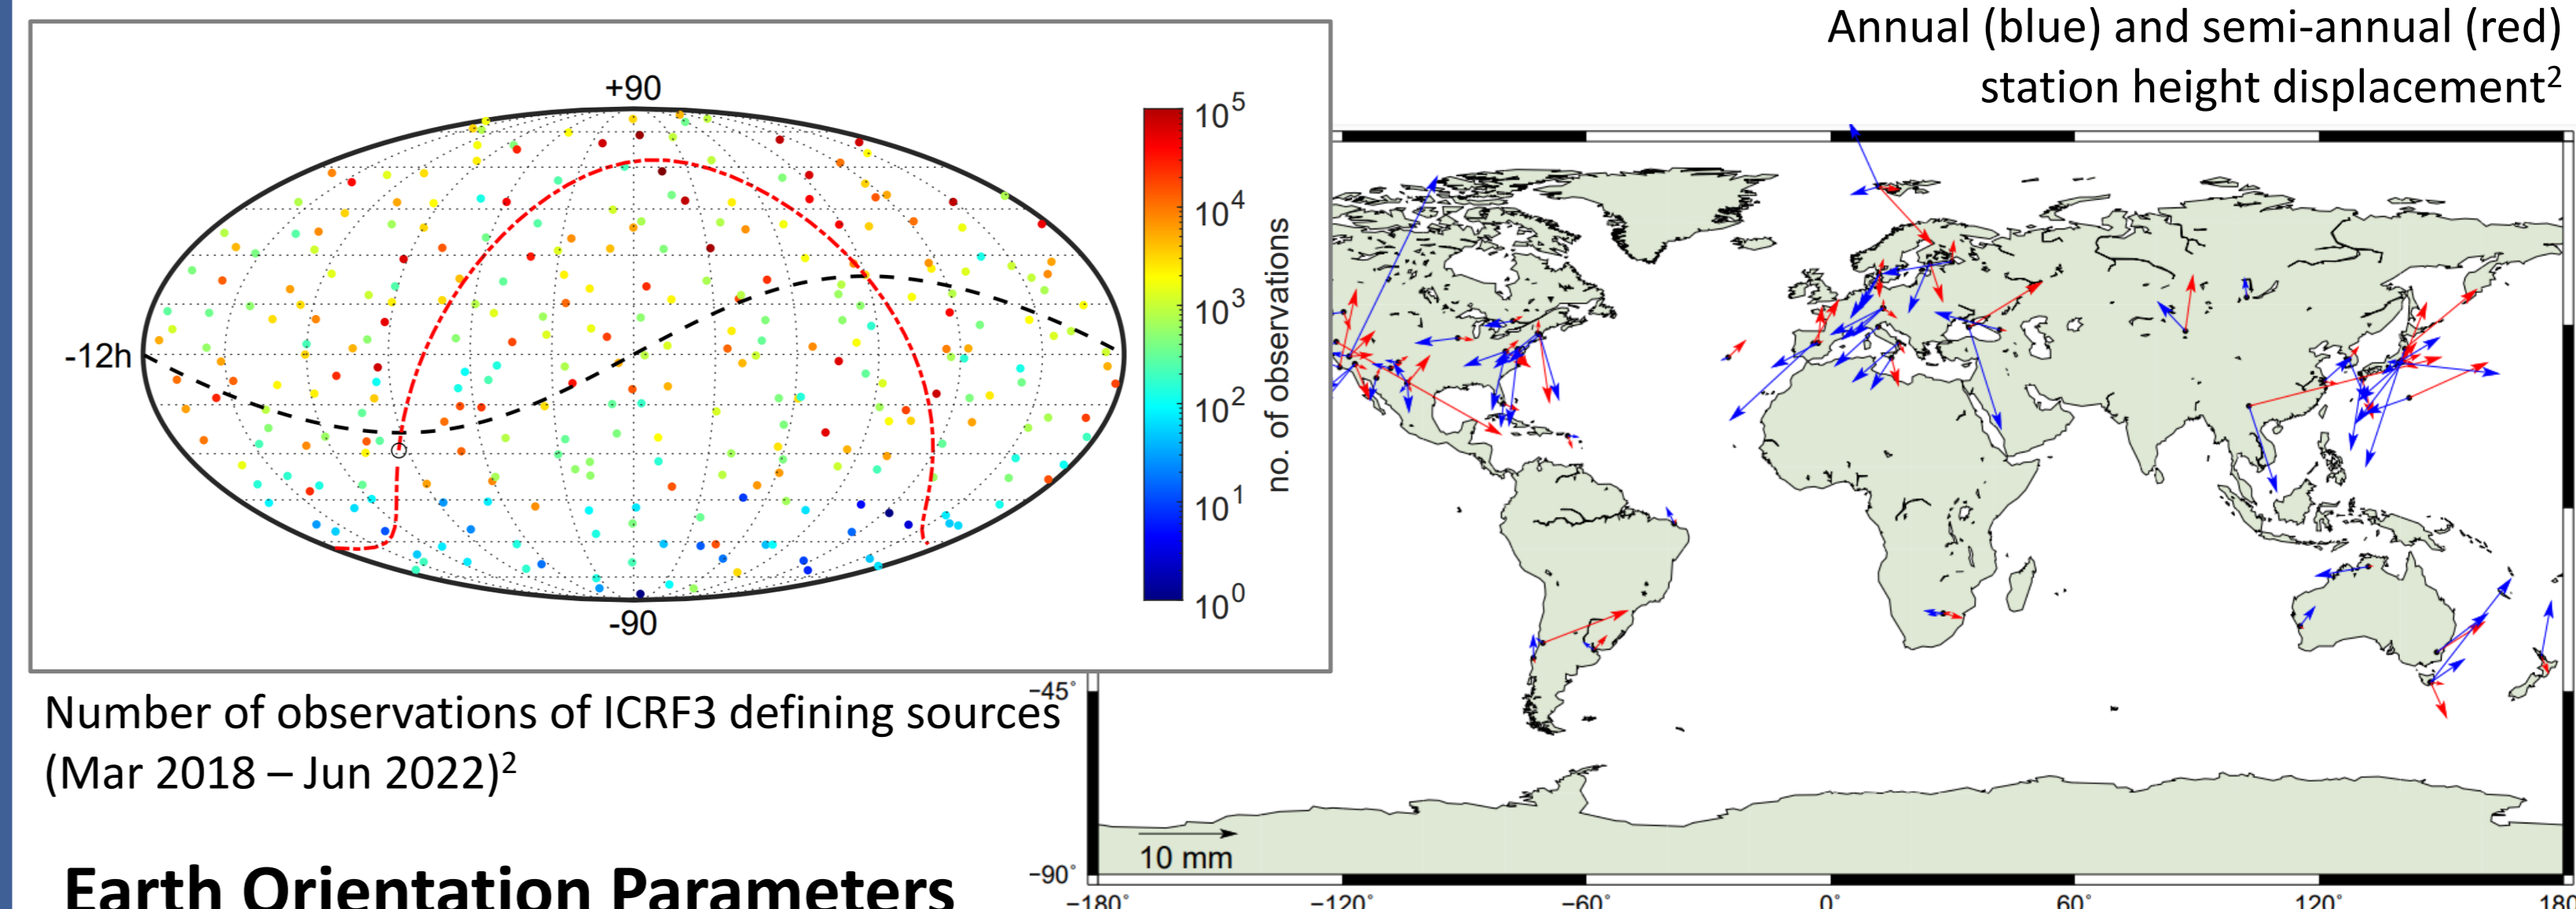 Annual (blue) and semi-annual (red)
station height displacement²
+90
-12h
-90
10⁵
10⁴
10³
10²
10¹
10⁰
no. of observations
Number of observations of ICRF3 defining sources
(Mar 2018 – Jun 2022)²
−45°
10 mm
−90°
−180°
−120°
−60°
0°
60°
120°
180°
Earth Orientation Parameters